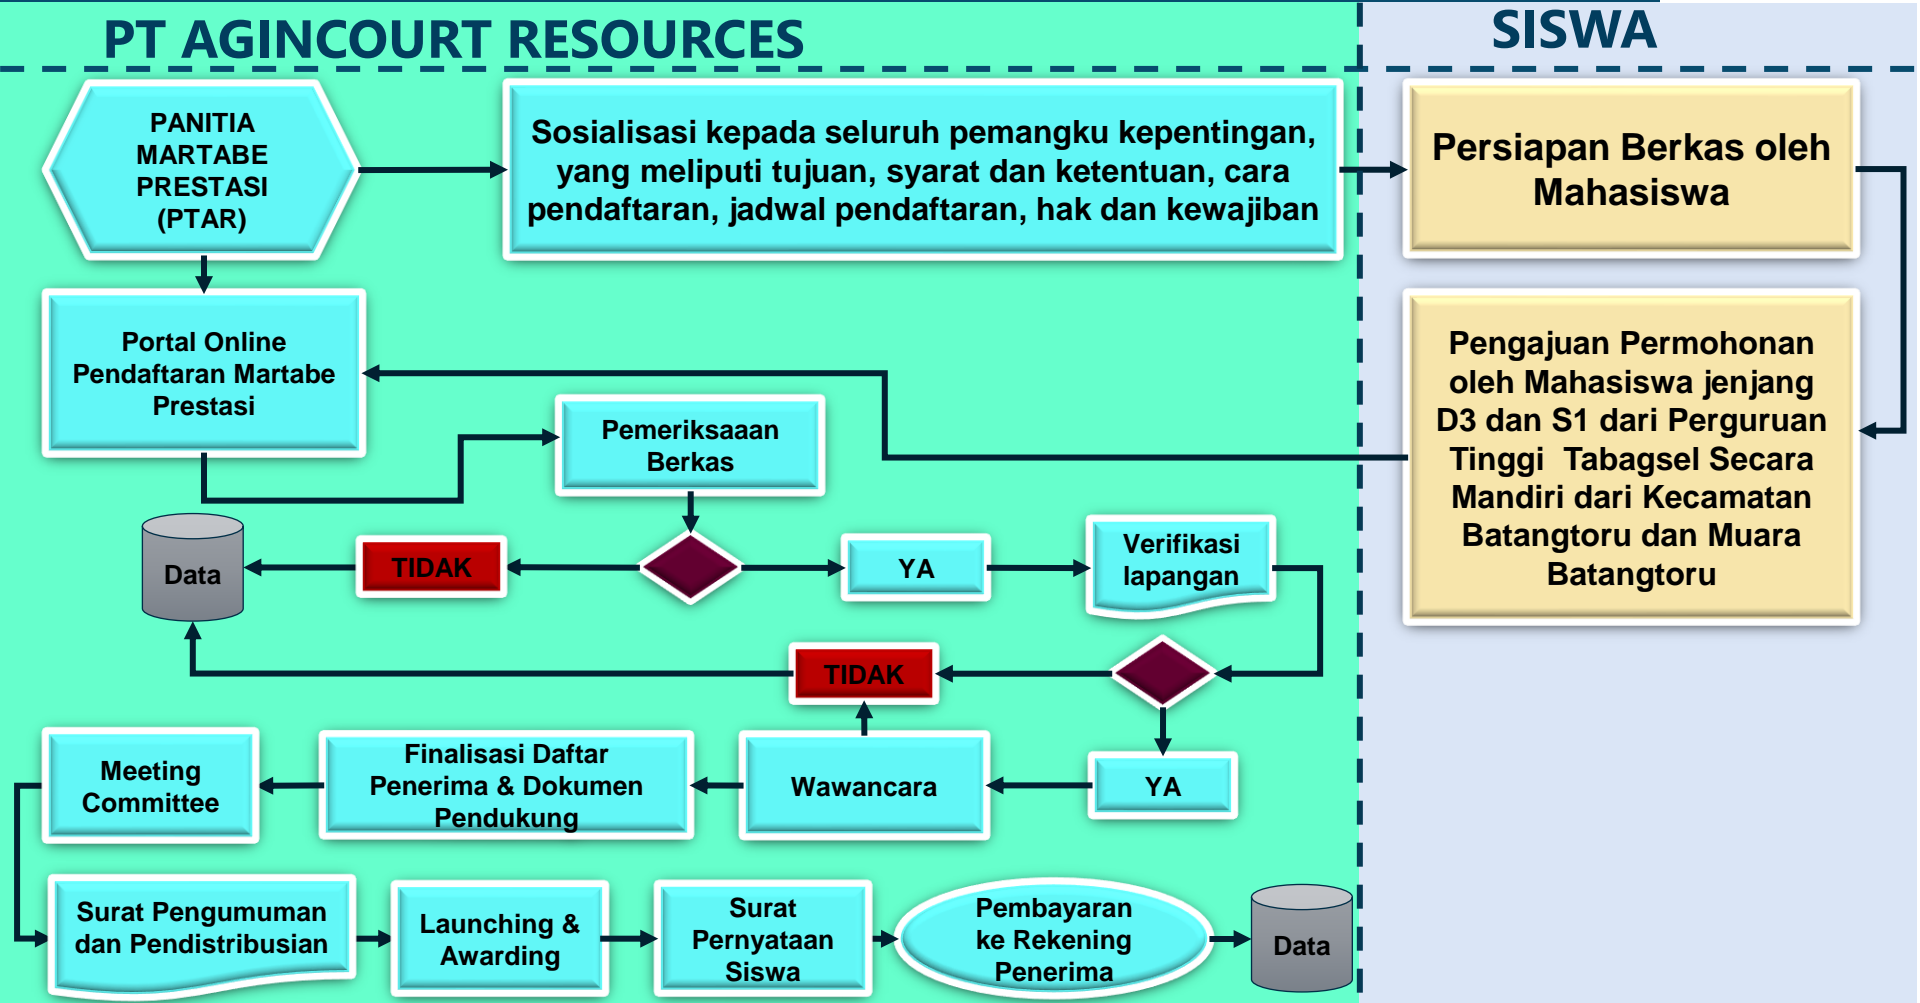 PT AGINCOURT RESOURCES
SISWA
PANITIA
MARTABE
PRESTASI
(PTAR)
Sosialisasi kepada seluruh pemangku kepentingan,
yang meliputi tujuan, syarat dan ketentuan, cara
pendaftaran, jadwal pendaftaran, hak dan kewajiban
Persiapan Berkas oleh
Mahasiswa
Portal Online
Pendaftaran Martabe
Prestasi
Pengajuan Permohonan
oleh Mahasiswa jenjang
D3 dan S1 dari Perguruan
Tinggi  Tabagsel Secara
Mandiri dari Kecamatan
Batangtoru dan Muara
Batangtoru
Pemeriksaaan
Berkas
Data
TIDAK
YA
Verifikasi
lapangan
TIDAK
Meeting
Committee
Finalisasi Daftar
Penerima & Dokumen
Pendukung
Wawancara
YA
Surat Pengumuman
dan Pendistribusian
Launching &
Awarding
Surat
Pernyataan
Siswa
Pembayaran
ke Rekening
Penerima
Data